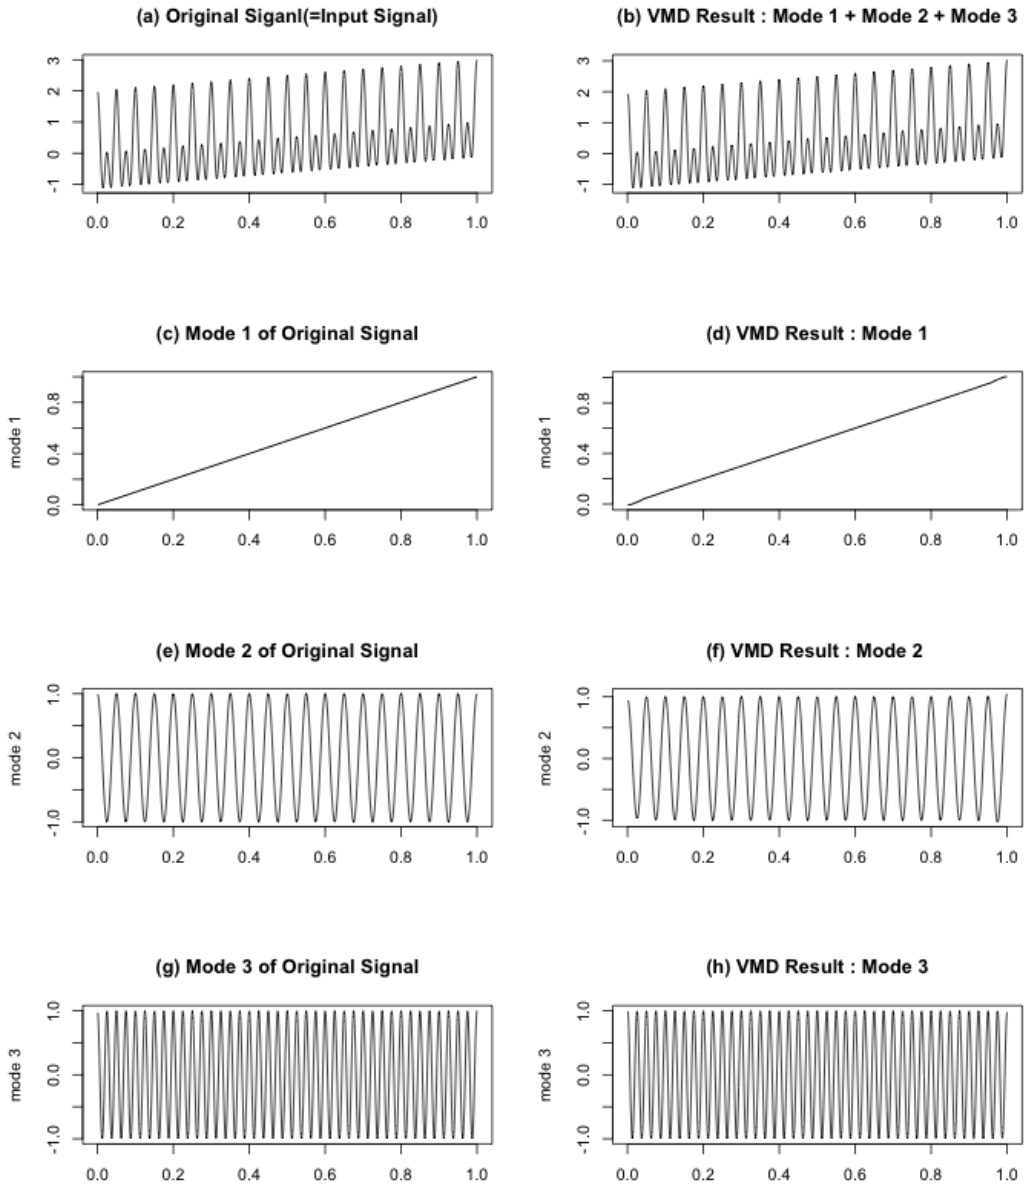 (a) Original Siganl(=Input Signal)
(b) VMD Result : Mode 1 + Mode 2 + Mode 3
3
2
1
0
-1
0.0 0.2 0.4 0.6 0.8 1.0
3
2
1
0
-1
0.0 0.2 0.4 0.6 0.8 1.0
(c) Mode 1 of Original Signal
(d) VMD Result : Mode 1
mode 1
0.8
0.4
0.0
0.0 0.2 0.4 0.6 0.8 1.0
mode 1
0.8
0.4
0.0
0.0 0.2 0.4 0.6 0.8 1.0
(e) Mode 2 of Original Signal
(f) VMD Result : Mode 2
mode 2
1.0
0.0
-1.0
0.0 0.2 0.4 0.6 0.8 1.0
mode 2
1.0
0.0
-1.0
0.0 0.2 0.4 0.6 0.8 1.0
(g) Mode 3 of Original Signal
(h) VMD Result : Mode 3
mode 3
1.0
0.0
-1.0
0.0 0.2 0.4 0.6 0.8 1.0
mode 3
1.0
0.0
-1.0
0.0 0.2 0.4 0.6 0.8 1.0